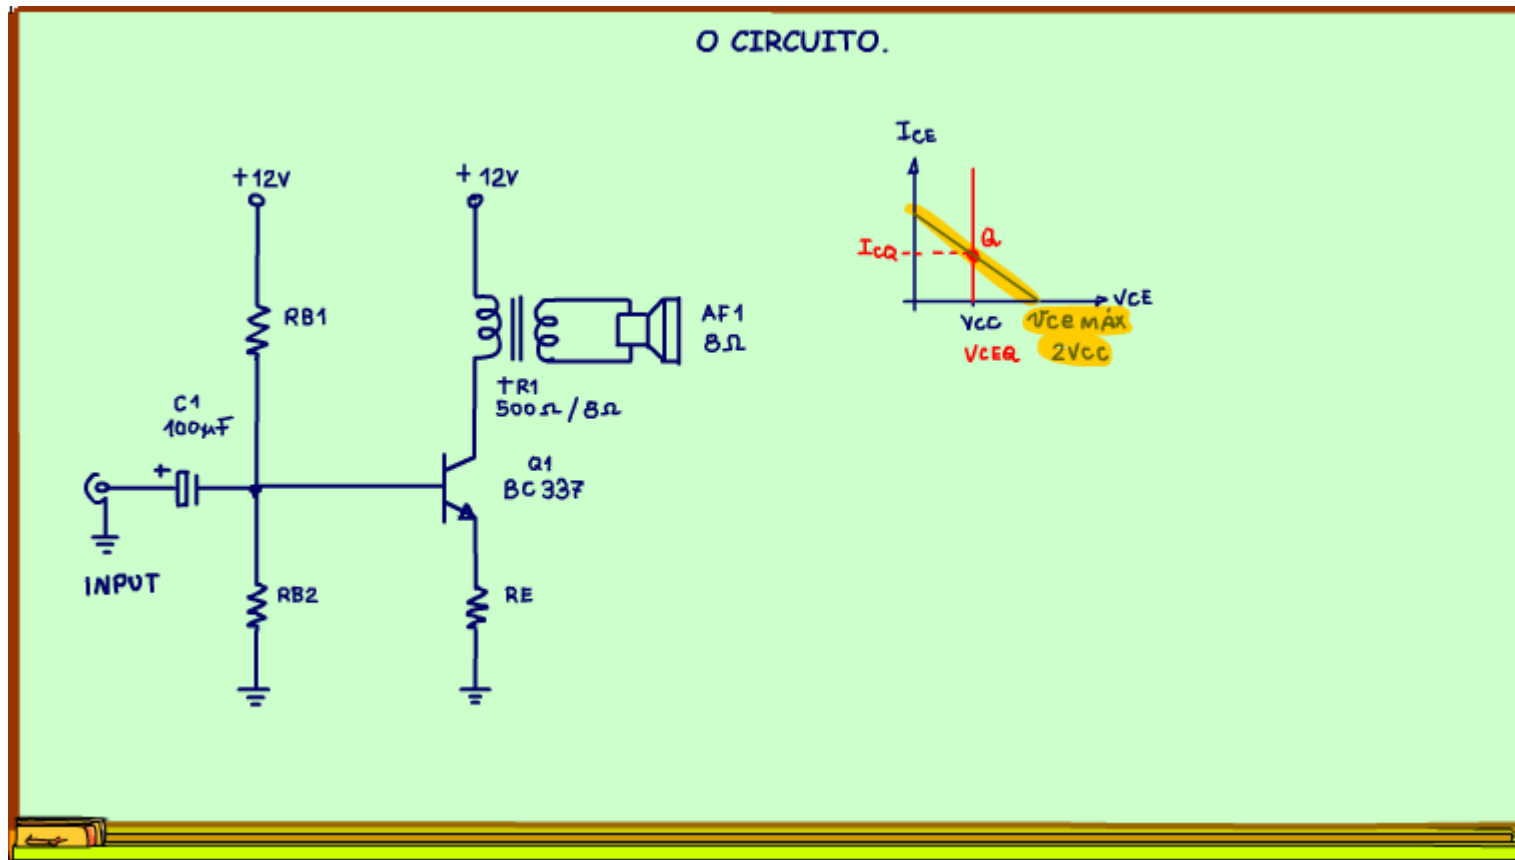 O CIRCUITO.
+12V
+12V
RB1
C1
100μF
+
INPUT
RB2
AF1
8Ω
TR1
500Ω/8Ω
Q1
BC337
RE
ICE
ICQ
Q
VCE
VCC
VCE MÁX
VCEQ
2VCC